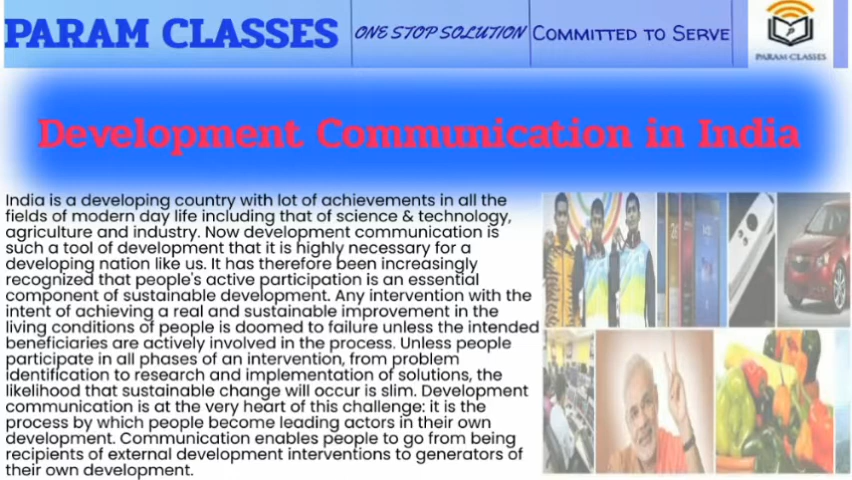 PARAM CLASSES
ONE STOP SOLUTION
COMMITTED TO SERVE
PARAM CLASSES
Development Communication in India
India is a developing country with lot of achievements in all the
fields of modern day life including that of science & technology,
agriculture and industry. Now development communication is
such a tool of development that it is highly necessary for a
developing nation like us. It has therefore been increasingly
recognized that people's active participation is an essential
component of sustainable development. Any intervention with the
intent of achieving a real and sustainable improvement in the
living conditions of people is doomed to failure unless the intended
beneficiaries are actively involved in the process. Unless people
participate in all phases of an intervention, from problem
identification to research and implementation of solutions, the
likelihood that sustainable change will occur is slim. Development
communication is at the very heart of this challenge: it is the
process by which people become leading actors in their own
development. Communication enables people to go from being
recipients of external development interventions to generators of
their own development.